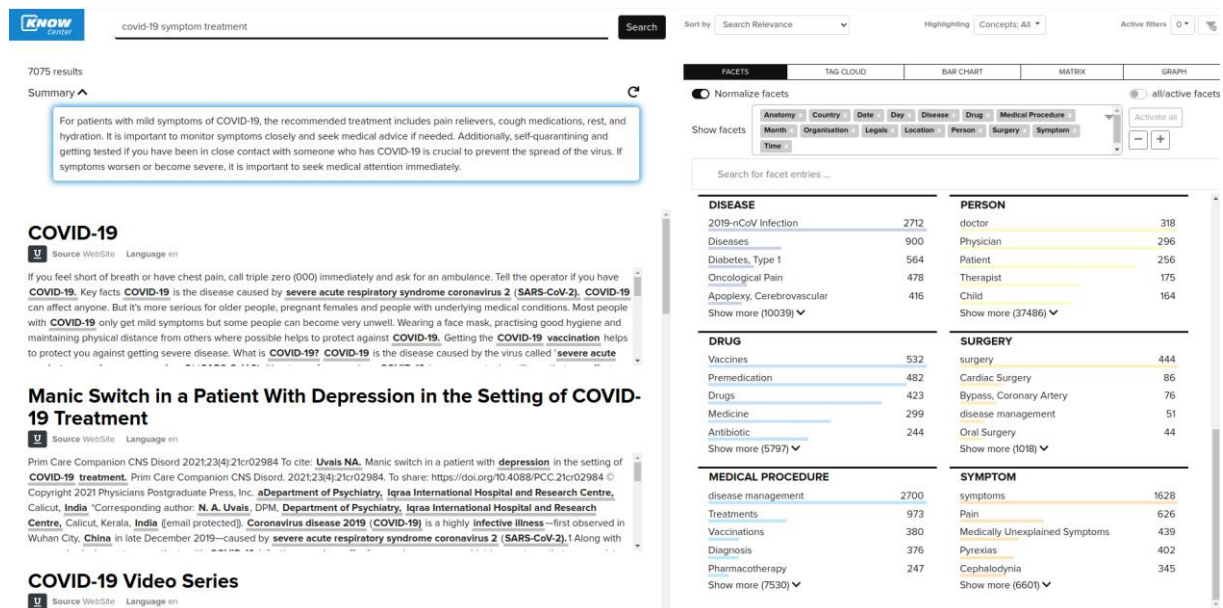 KNOW
Center
covid-19 symptom treatment
Search
Sort by Search Relevance
Highlighting Concepts: All
Active filters 0
7075 results
Summary
For patients with mild symptoms of COVID-19, the recommended treatment includes pain relievers, cough medications, rest, and
hydration. It is important to monitor symptoms closely and seek medical advice if needed. Additionally, self-quarantining and
getting tested if you have been in close contact with someone who has COVID-19 is crucial to prevent the spread of the virus. If
symptoms worsen or become severe, it is important to seek medical attention immediately.
COVID-19
Source WebSite Language en
If you feel short of breath or have chest pain, call triple zero (000) immediately and ask for an ambulance. Tell the operator if you have
COVID-19. Key facts COVID-19 is the disease caused by severe acute respiratory syndrome coronavirus 2 (SARS-CoV-2). COVID-19
can affect anyone. But it's more serious for older people, pregnant females and people with underlying medical conditions. Most people
with COVID-19 only get mild symptoms but some people can become very unwell. Wearing a face mask, practising good hygiene and
maintaining physical distance from others where possible helps to protect against COVID-19. Getting the COVID-19 vaccination helps
to protect you against getting severe disease. What is COVID-19? COVID-19 is the disease caused by the virus called 'severe acute
Manic Switch in a Patient With Depression in the Setting of COVID-
19 Treatment
Source WebSite Language en
Prim Care Companion CNS Disord 2021;23(4):21cr02984 To cite: Uvais NA. Manic switch in a patient with depression in the setting of
COVID-19 treatment. Prim Care Companion CNS Disord. 2021;23(4):21cr02984. To share: https://doi.org/10.4088/PCC.21cr02984 ©
Copyright 2021 Physicians Postgraduate Press, Inc. aDepartment of Psychiatry, Iqraa International Hospital and Research Centre,
Calicut, India *Corresponding author: N. A. Uvais, DPM, Department of Psychiatry, Iqraa International Hospital and Research
Centre, Calicut, Kerala, India ([email protected]). Coronavirus disease 2019 (COVID-19) is a highly infective illness—first observed in
Wuhan City, China in late December 2019—caused by severe acute respiratory syndrome coronavirus 2 (SARS-CoV-2).1 Along with
COVID-19 Video Series
Source WebSite Language en
FACETS TAG CLOUD BAR CHART MATRIX GRAPH
Normalize facets
all/active facets
Show facets
Anatomy Country Date Day Disease Drug Medical Procedure
Month Organisation Legals Location Person Surgery Symptom
Time
Activate all
Search for facet entries ...
DISEASE
2019-nCoV Infection 2712
Diseases 900
Diabetes, Type 1 564
Oncological Pain 478
Apoplexy, Cerebrovascular 416
Show more (10039)
PERSON
doctor 318
Physician 296
Patient 256
Therapist 175
Child 164
Show more (37486)
DRUG
Vaccines 532
Premedication 482
Drugs 423
Medicine 299
Antibiotic 244
Show more (5797)
SURGERY
surgery 444
Cardiac Surgery 86
Bypass, Coronary Artery 76
disease management 51
Oral Surgery 44
Show more (1018)
MEDICAL PROCEDURE
disease management 2700
Treatments 973
Vaccinations 380
Diagnosis 376
Pharmacotherapy 247
Show more (7530)
SYMPTOM
symptoms 1628
Pain 626
Medically Unexplained Symptoms 439
Pyrexias 402
Cephalodynia 345
Show more (6601)